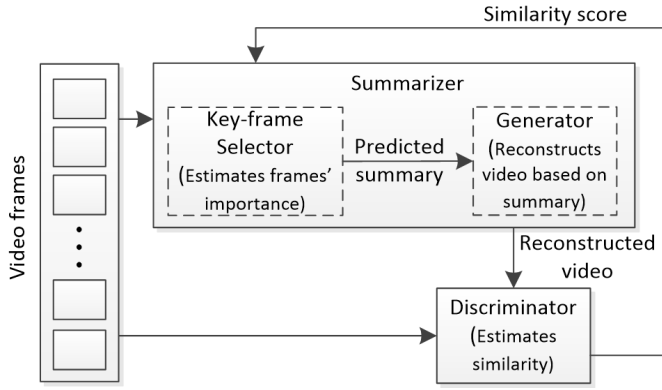 Similarity score
Summarizer
Key-frame
Selector
(Estimates frames'
importance)
Predicted
summary
Generator
(Reconstructs
video based on
summary)
Video frames
Reconstructed
video
Discriminator
(Estimates
similarity)